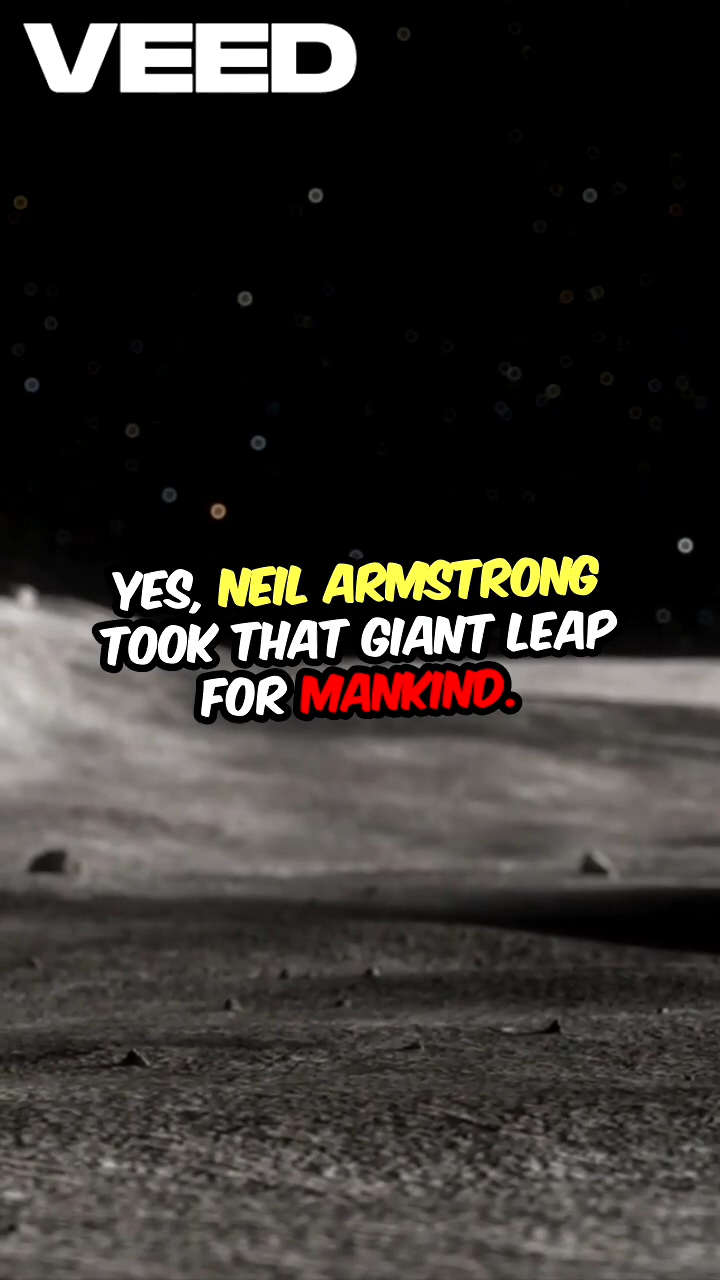 VEED
YES, NEIL ARMSTRONG
TOOK THAT GIANT LEAP
FOR MANKIND.